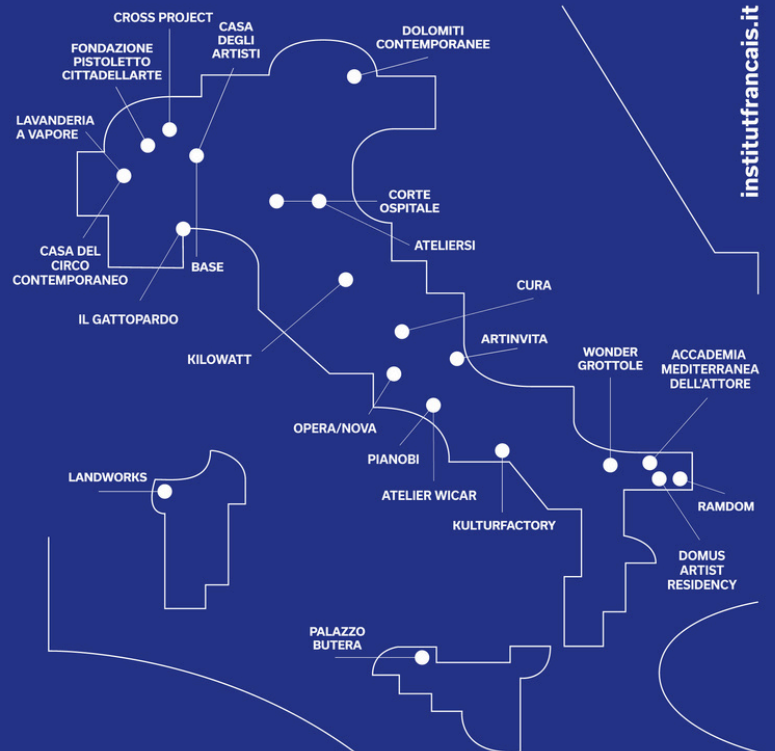 CROSS PROJECT
CASA
DEGLI
ARTISTI
FONDAZIONE
PISTOLETTO
CITTADELLARTE
DOLOMITI
CONTEMPORANEE
institutfrancais.it
LAVANDERIA
A VAPORE
CORTE
OSPITALE
ATELIERSI
CASA DEL
CIRCO
CONTEMPORANEO
BASE
IL GATTOPARDO
CURA
KILOWATT
ARTINVITA
WONDER
GROTTOLE
ACCADEMIA
MEDITERRANEA
DELL'ATTORE
OPERA/NOVA
PIANOBI
LANDWORKS
ATELIER WICAR
KULTURFACTORY
RAMDOM
DOMUS
ARTIST
RESIDENCY
PALAZZO
BUTERA